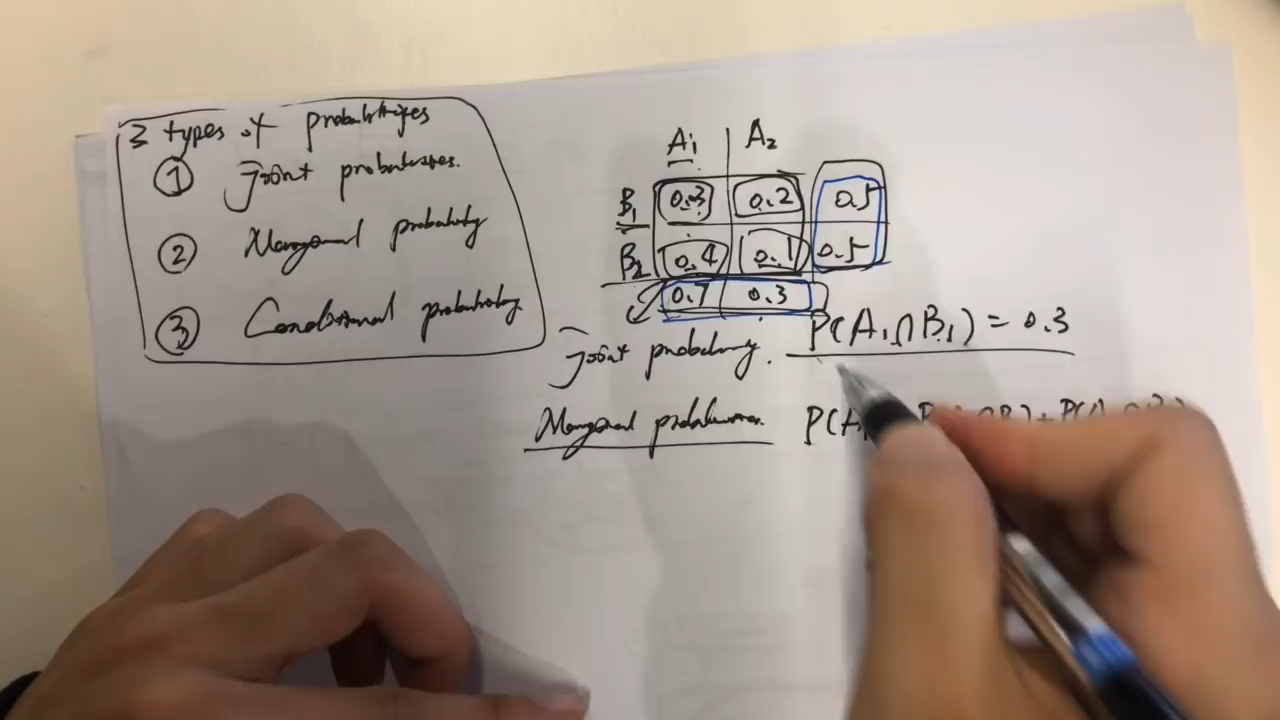 3 types of probabilities
① Joint probabilities.
② Marginal probability
③ Conditional probability
A1 A2
B1 0.3 0.2 0.5
B2 0.4 0.1 0.5
0.7 0.3
Joint probability. P(A1∩B1) = 0.3
Marginal probabilities. P(A